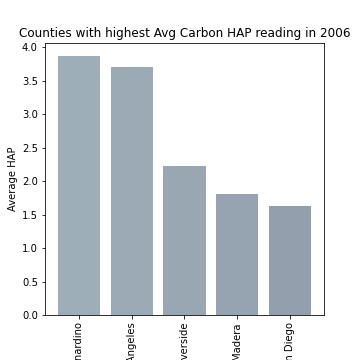 Counties with highest Avg Carbon HAP reading in 2006
4.0
3.5
3.0
2.5
2.0
1.5
1.0
0.5
0.0
Average HAP
nardino
Angeles
verside
Madera
n Diego